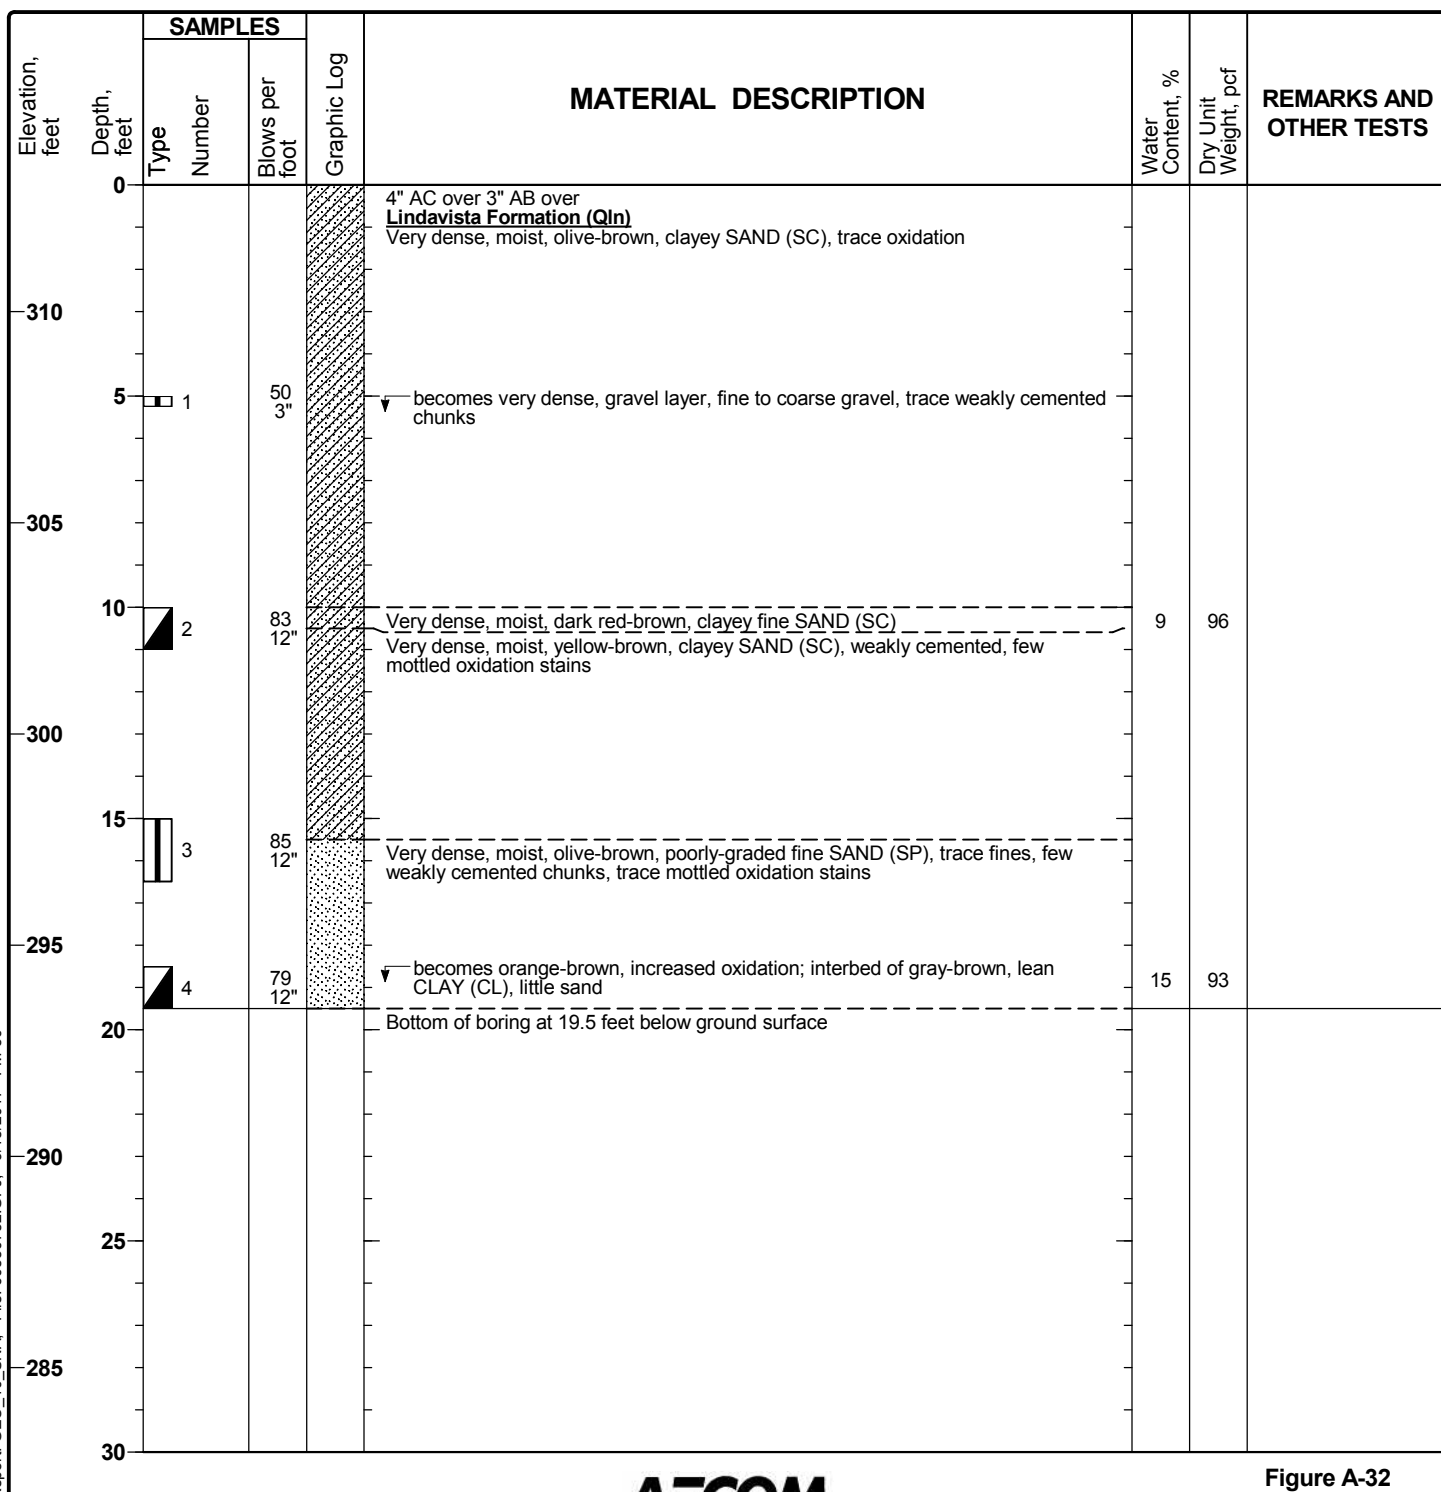 SAMPLES
Elevation,
feet
Depth,
feet
Type
Number
Blows per
foot
Graphic Log
MATERIAL DESCRIPTION
Water
Content, %
Dry Unit
Weight, pcf
REMARKS AND
OTHER TESTS
0
4" AC over 3" AB over
Lindavista Formation (Qln)
Very dense, moist, olive-brown, clayey SAND (SC), trace oxidation
310
5
1
50
3"
becomes very dense, gravel layer, fine to coarse gravel, trace weakly cemented
chunks
305
10
2
83
12"
Very dense, moist, dark red-brown, clayey fine SAND (SC)
9
96
Very dense, moist, yellow-brown, clayey SAND (SC), weakly cemented, few
mottled oxidation stains
300
15
3
85
12"
Very dense, moist, olive-brown, poorly-graded fine SAND (SP), trace fines, few
weakly cemented chunks, trace mottled oxidation stains
295
4
79
12"
becomes orange-brown, increased oxidation; interbed of gray-brown, lean
CLAY (CL), little sand
15
93
20
Bottom of boring at 19.5 feet below ground surface
290
25
285
30
AECOM
Figure A-32